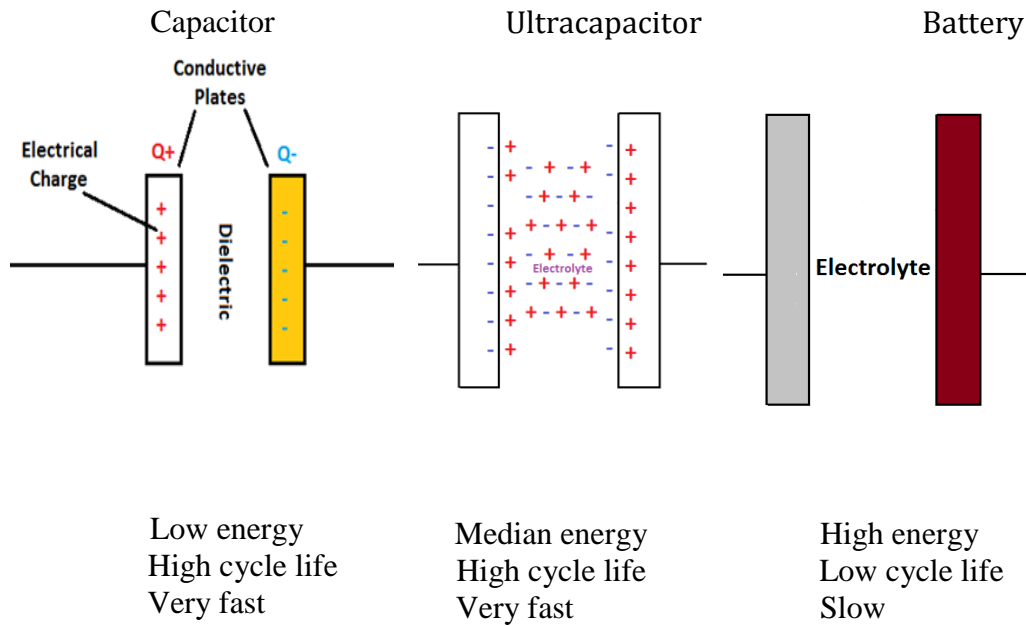 Capacitor
Ultracapacitor
Battery
Conductive
Plates
Electrical
Charge
Q+
Q-
+
+
+
+
+
Dielectric
-
-
-
-
-
- + - + - + - - +
- + + - + - + - +
- - + - + - +
- + + - + - + - +
- + - + - + - +
Electrolyte
- + - + - + - +
- + + - + - + - +
- + - +
Electrolyte
Low energy
High cycle life
Very fast
Median energy
High cycle life
Very fast
High energy
Low cycle life
Slow